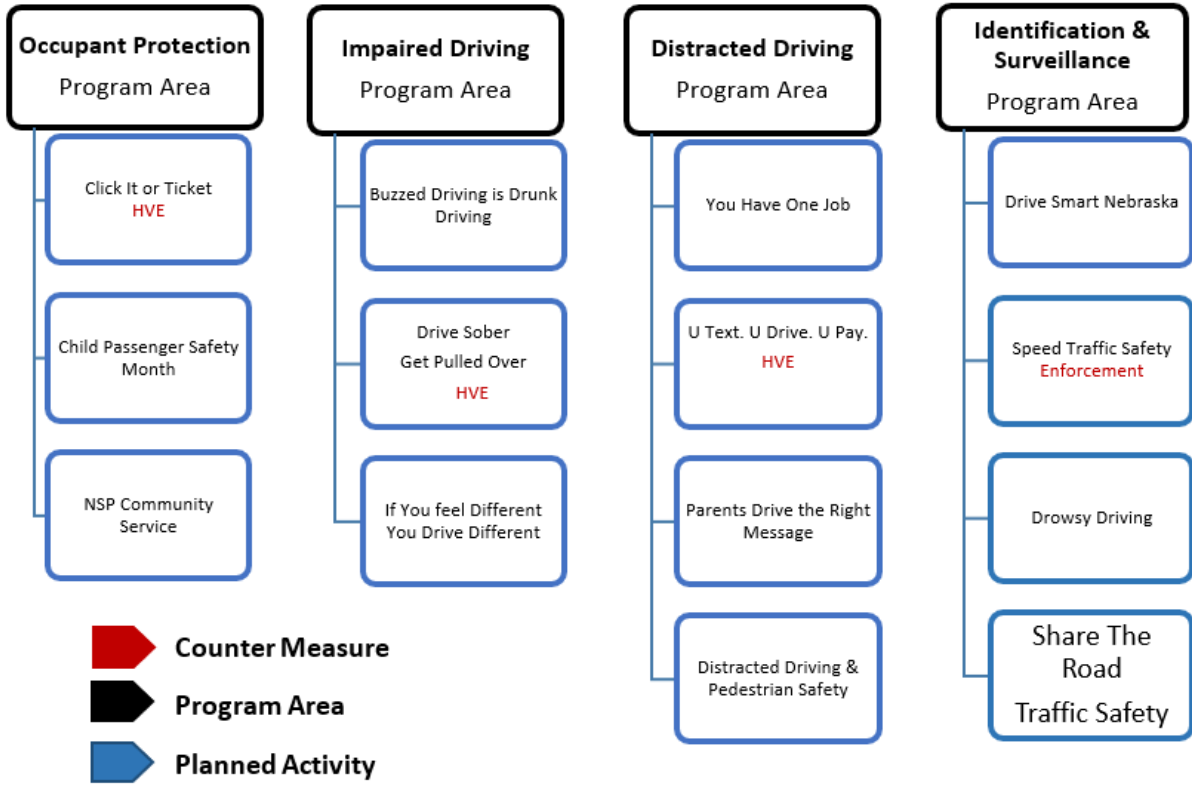 Occupant Protection
Program Area
Click It or Ticket
HVE
Child Passenger Safety
Month
NSP Community
Service
Impaired Driving
Program Area
Buzzed Driving is Drunk
Driving
Drive Sober
Get Pulled Over
HVE
If You feel Different
You Drive Different
Distracted Driving
Program Area
You Have One Job
U Text. U Drive. U Pay.
HVE
Parents Drive the Right
Message
Distracted Driving &
Pedestrian Safety
Identification &
Surveillance
Program Area
Drive Smart Nebraska
Speed Traffic Safety
Enforcement
Drowsy Driving
Share The
Road
Traffic Safety
Counter Measure
Program Area
Planned Activity